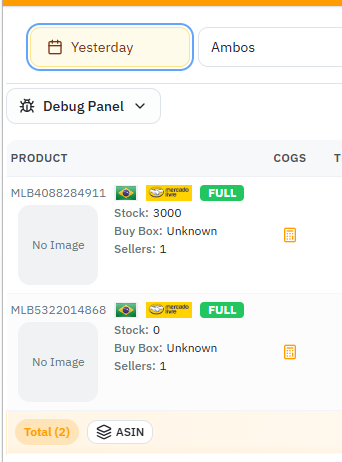 Yesterday
Ambos
Debug Panel
PRODUCT COGS T
MLB4088284911 mercado livre FULL
Stock: 3000
Buy Box: Unknown
Sellers: 1
No Image
MLB5322014868 mercado livre FULL
Stock: 0
Buy Box: Unknown
Sellers: 1
No Image
Total (2) ASIN